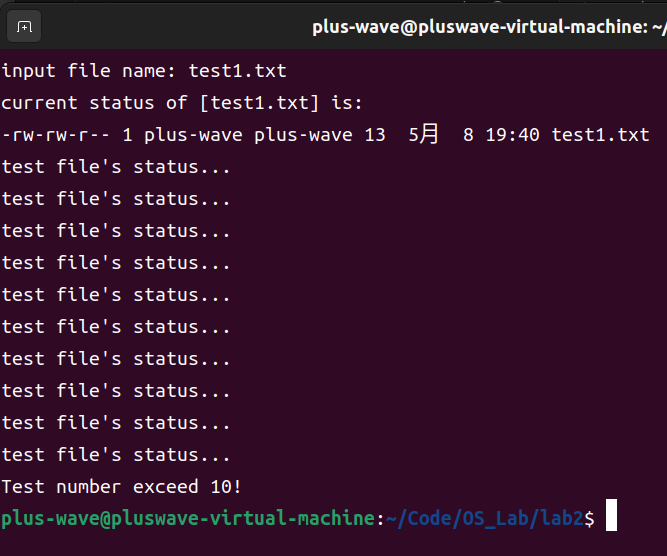 plus-wave@pluswave-virtual-machine: ~/
input file name: test1.txt
current status of [test1.txt] is:
-rw-rw-r-- 1 plus-wave plus-wave 13  5月  8 19:40 test1.txt
test file's status...
test file's status...
test file's status...
test file's status...
test file's status...
test file's status...
test file's status...
test file's status...
test file's status...
test file's status...
Test number exceed 10!
plus-wave@pluswave-virtual-machine:~/Code/OS_Lab/lab2$